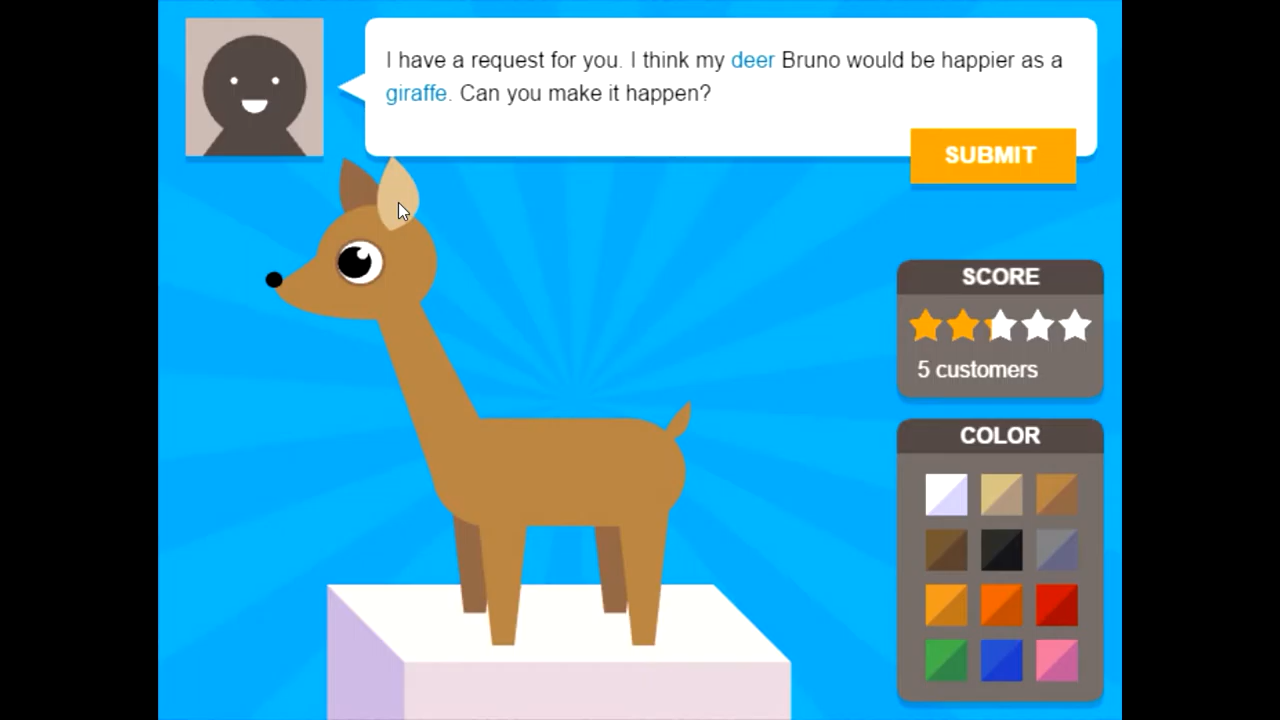 I have a request for you. I think my deer Bruno would be happier as a
giraffe. Can you make it happen?
SUBMIT
SCORE
5 customers
COLOR